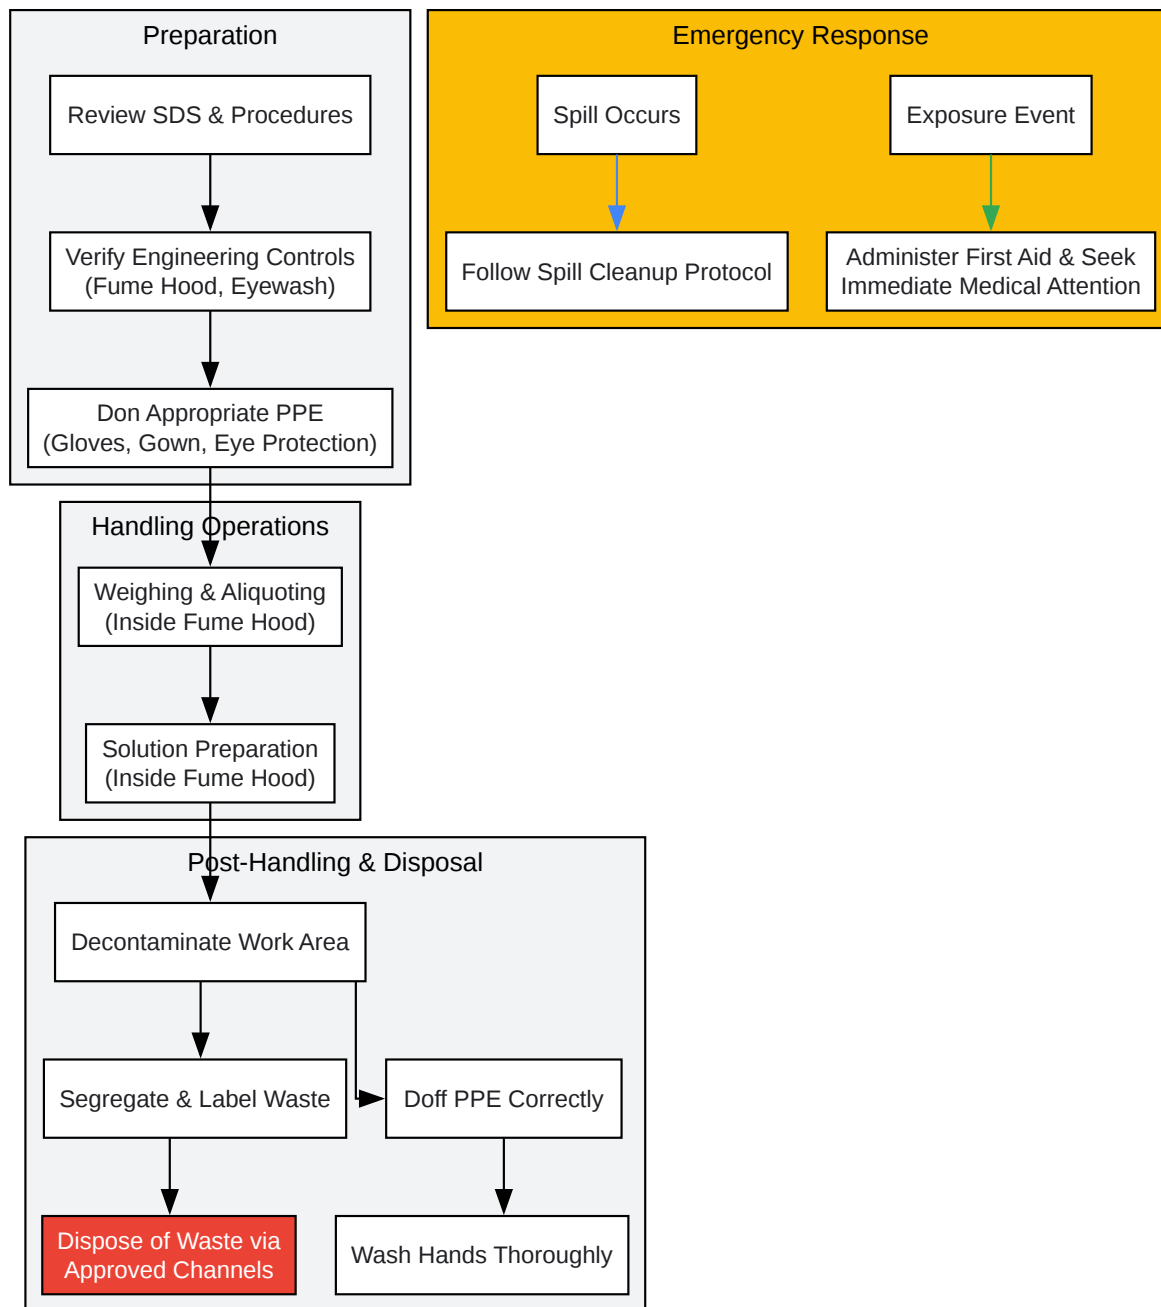 Preparation
Review SDS & Procedures
Verify Engineering Controls
(Fume Hood, Eyewash)
Don Appropriate PPE
(Gloves, Gown, Eye Protection)
Emergency Response
Spill Occurs
Exposure Event
Follow Spill Cleanup Protocol
Administer First Aid & Seek
Immediate Medical Attention
Handling Operations
Weighing & Aliquoting
(Inside Fume Hood)
Solution Preparation
(Inside Fume Hood)
Post-Handling & Disposal
Decontaminate Work Area
Segregate & Label Waste
Doff PPE Correctly
Dispose of Waste via
Approved Channels
Wash Hands Thoroughly